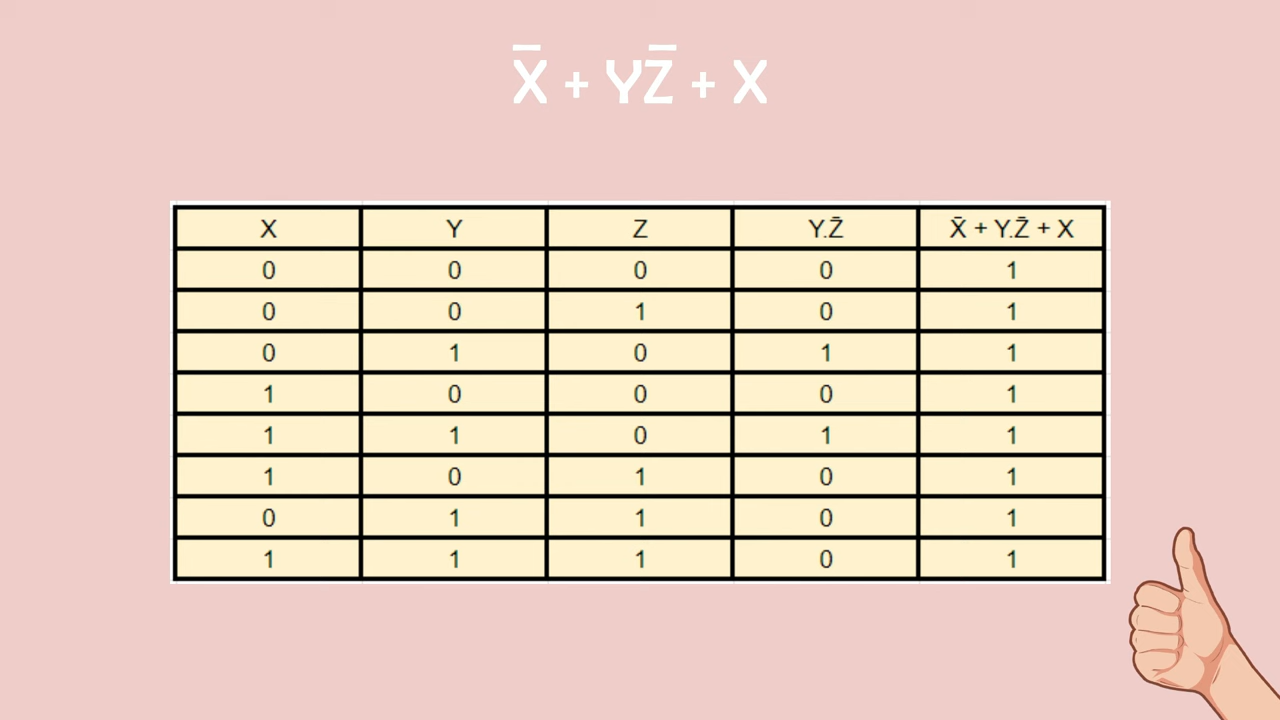 X̄ + YZ̄ + X
X Y Z Y.Z̄ X̄ + Y.Z̄ + X
0 0 0 0 1
0 0 1 0 1
0 1 0 1 1
1 0 0 0 1
1 1 0 1 1
1 0 1 0 1
0 1 1 0 1
1 1 1 0 1